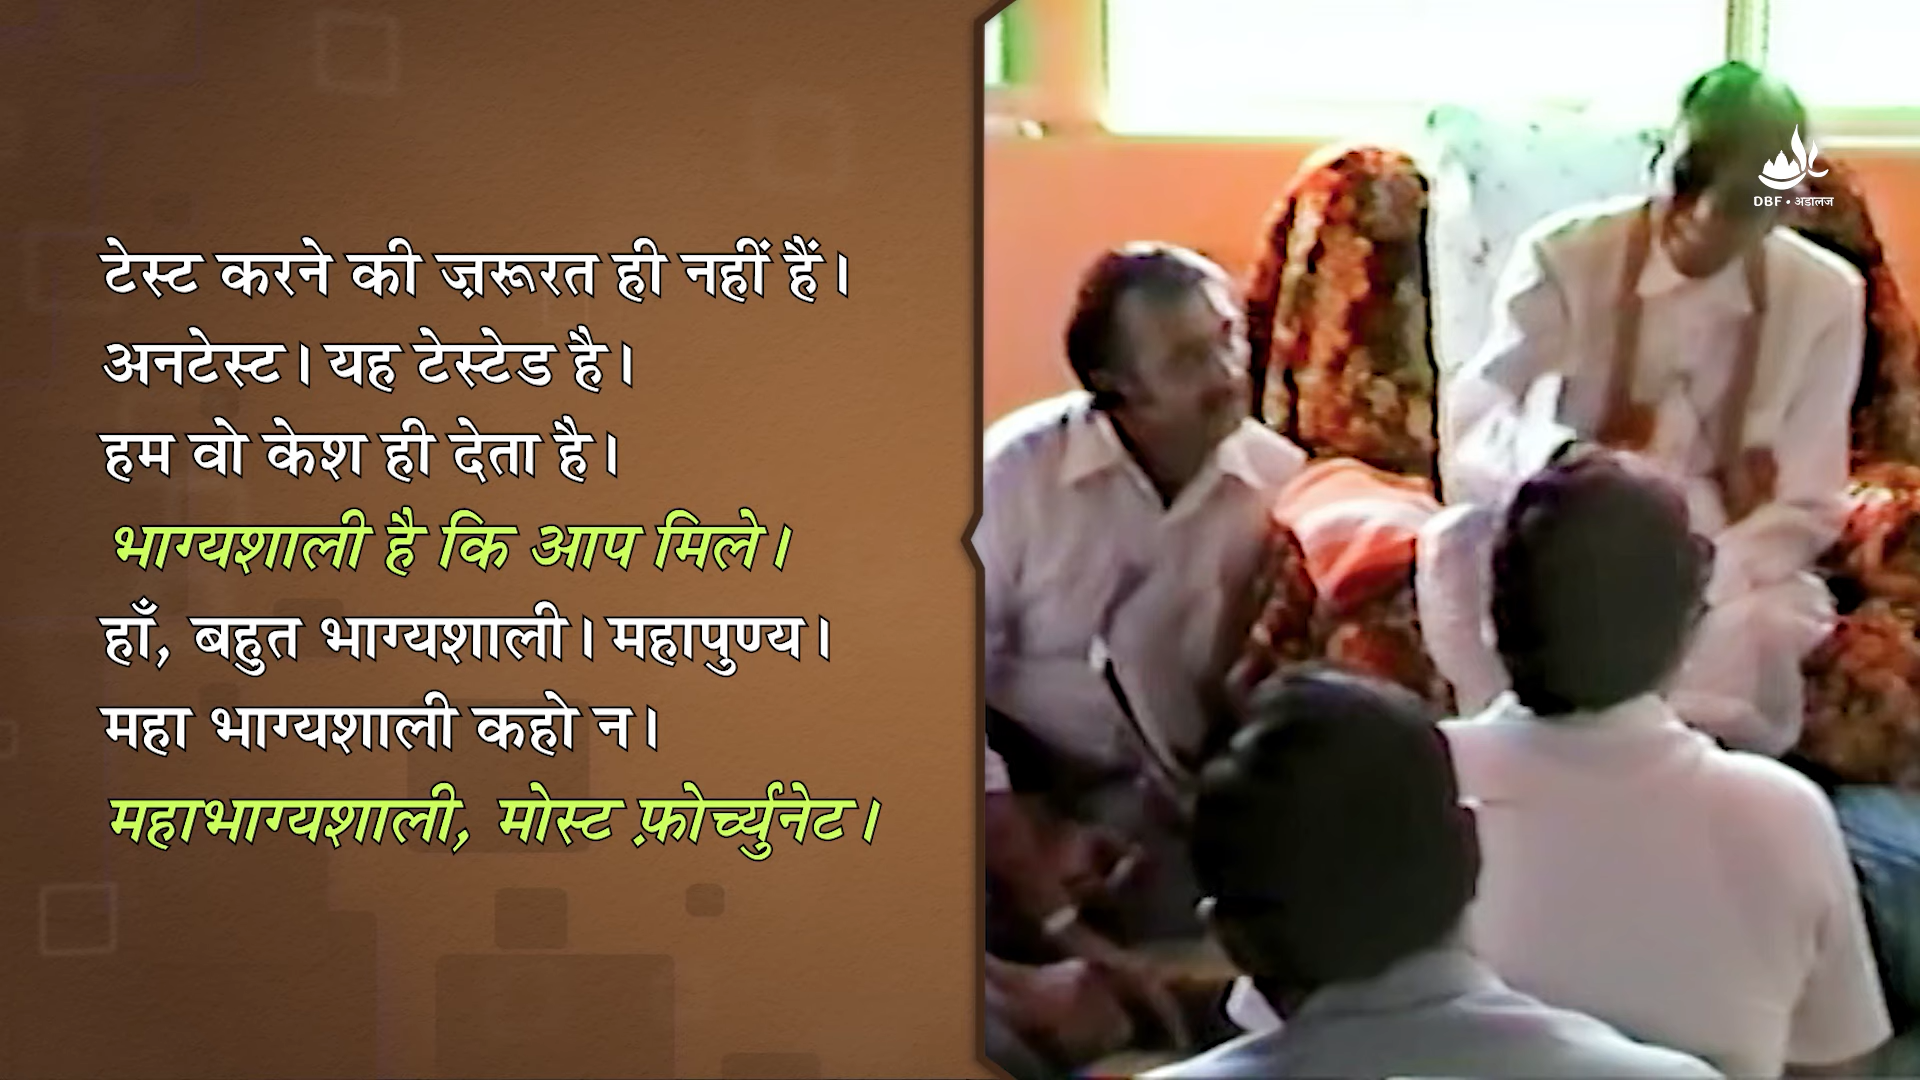 टेस्ट करने की ज़रूरत ही नहीं हैं।
अनटेस्ट। यह टेस्टेड है।
हम वो केश ही देता है।
भाग्यशाली है कि आप मिले।
हाँ, बहुत भाग्यशाली। महापुण्य।
महा भाग्यशाली कहो न।
महाभाग्यशाली, मोस्ट फ़ोर्च्युनेट।
DBF • अडालज